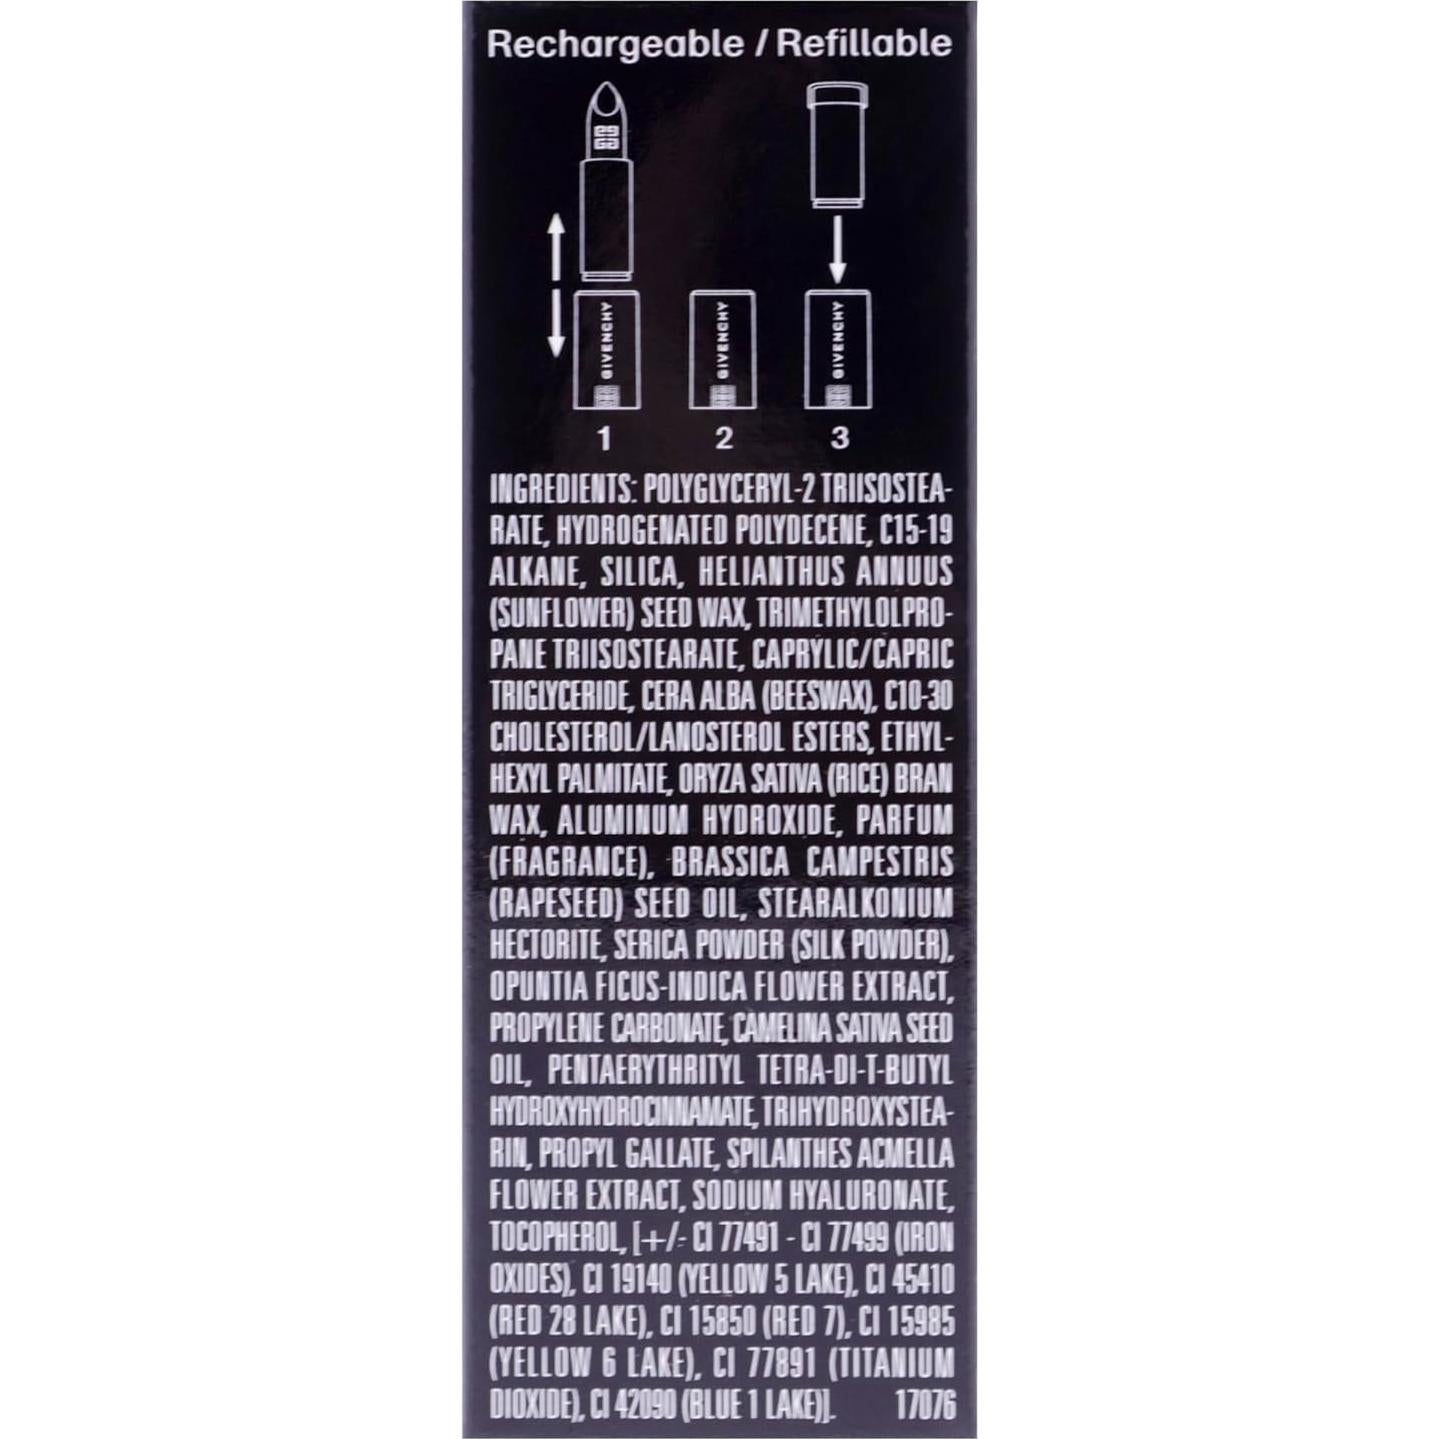 Rechargeable / Refillable
GIVENCHY
GIVENCHY
GIVENCHY
1
2
3
INGREDIENTS: POLYGLYCERYL-2 TRIISOSTEA-
RATE, HYDROGENATED POLYDECENE, C15-19
ALKANE, SILICA, HELIANTHUS ANNUUS
(SUNFLOWER) SEED WAX, TRIMETHYLOLPRO-
PANE TRIISOSTEARATE, CAPRYLIC/CAPRIC
TRIGLYCERIDE, CERA ALBA (BEESWAX), C10-30
CHOLESTEROL/LANOSTEROL ESTERS, ETHYL-
HEXYL PALMITATE, ORYZA SATIVA (RICE) BRAN
WAX, ALUMINUM HYDROXIDE, PARFUM
(FRAGRANCE), BRASSICA CAMPESTRIS
(RAPESEED) SEED OIL, STEARALKONIUM
HECTORITE, SERICA POWDER (SILK POWDER),
OPUNTIA FICUS-INDICA FLOWER EXTRACT,
PROPYLENE CARBONATE, CAMELINA SATIVA SEED
OIL, PENTAERYTHRITYL TETRA-DI-T-BUTYL
HYDROXYHYDROCINNAMATE, TRIHYDROXYSTEA-
RIN, PROPYL GALLATE, SPILANTHES ACMELLA
FLOWER EXTRACT, SODIUM HYALURONATE,
TOCOPHEROL, [+/- CI 77491 - CI 77499 (IRON
OXIDES), CI 19140 (YELLOW 5 LAKE), CI 45410
(RED 28 LAKE), CI 15850 (RED 7), CI 15985
(YELLOW 6 LAKE), CI 77891 (TITANIUM
DIOXIDE), CI 42090 (BLUE 1 LAKE)]. 17076